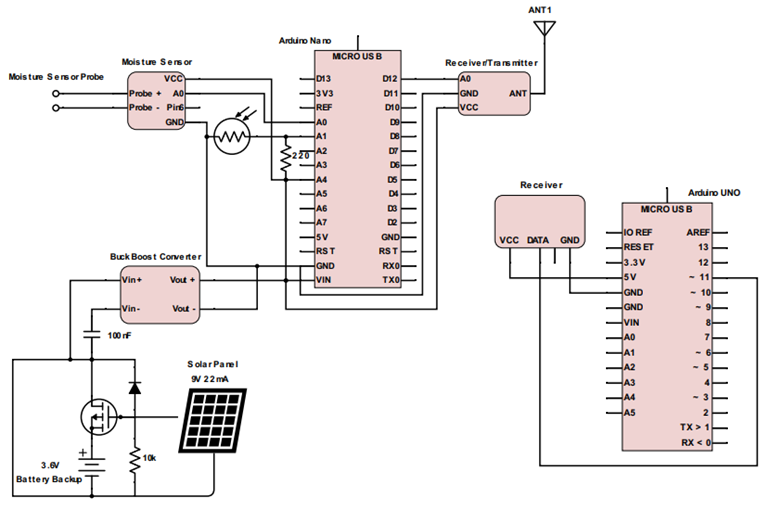 ANT1
Arduino Nano
MICRO USB
Moisture Sensor
Receiver/Transmitter
Moisture Sensor Probe
VCC
Probe + A0
Probe - Pin6
GND
D13 D12
3V3 D11
REF D10
A0 D9
A1 D8
A2 D7
A3 D6
A4 D5
A5 D4
A6 D3
A7 D2
5V GND
RST RST
GND RX0
VIN TX0
A0
GND ANT
VCC
220
Receiver
VCC DATA GND
Arduino UNO
MICRO USB
IO REF AREF
RESET 13
3.3V 12
5V ~ 11
GND ~ 10
GND ~ 9
VIN 8
A0 7
A1 ~ 6
A2 ~ 5
A3 4
A4 ~ 3
A5 2
TX > 1
RX < 0
BuckBoost Converter
Vin+ Vout +
Vin- Vout -
100nF
Solar Panel
9V 22mA
+
3.6V
Battery Backup
10k